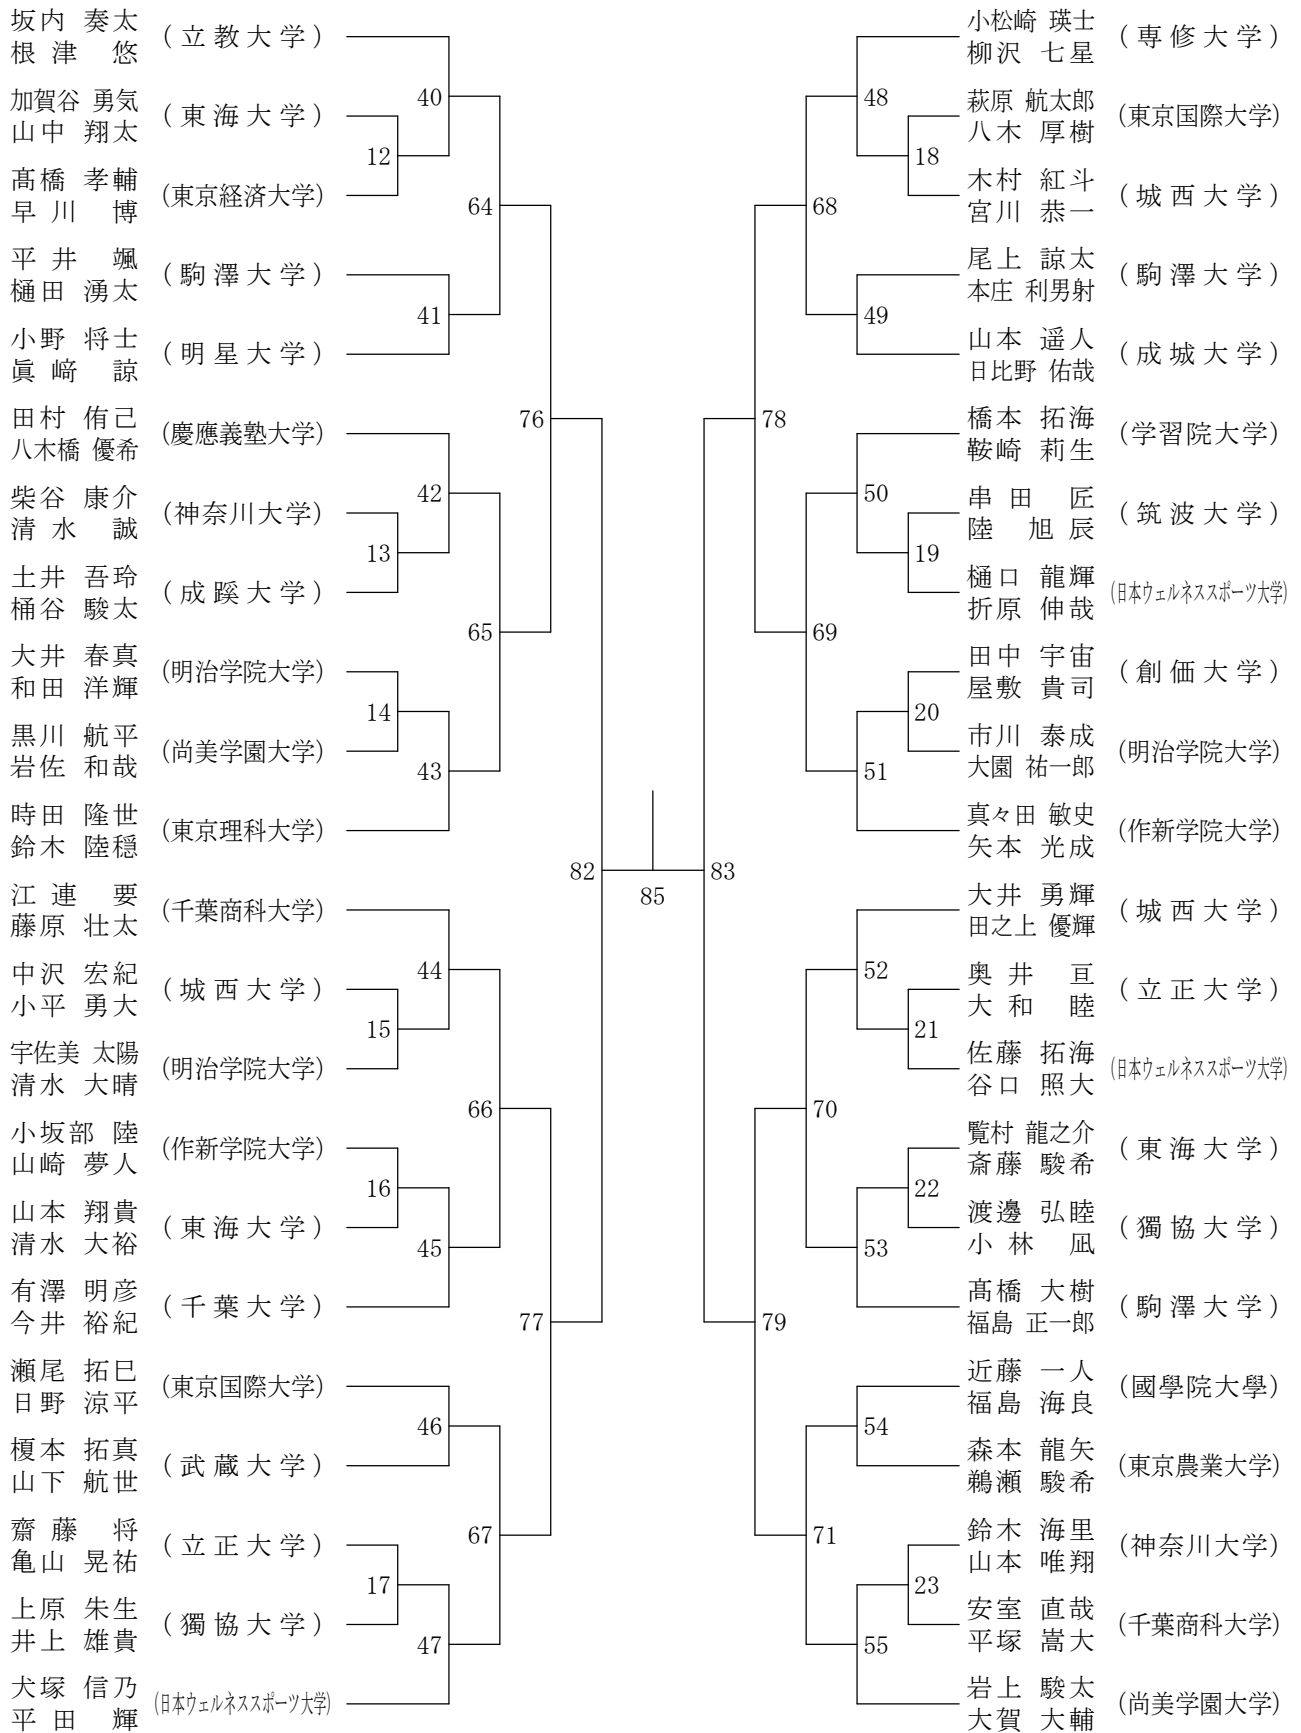 坂内 奏太
根津 悠
(立教大学)
加賀谷 勇気
山中 翔太
(東海大学)
髙橋 孝輔
早川 博
(東京経済大学)
平井 颯
樋田 湧太
(駒澤大学)
小野 将士
眞﨑 諒
(明星大学)
田村 侑己
八木橋 優希
(慶應義塾大学)
柴谷 康介
清水 誠
(神奈川大学)
土井 吾玲
桶谷 駿太
(成蹊大学)
大井 春真
和田 洋輝
(明治学院大学)
黒川 航平
岩佐 和哉
(尚美学園大学)
時田 隆世
鈴木 陸穏
(東京理科大学)
江連 要
藤原 壮太
(千葉商科大学)
中沢 宏紀
小平 勇大
(城西大学)
宇佐美 太陽
清水 大晴
(明治学院大学)
小坂部 陸
山崎 夢人
(作新学院大学)
山本 翔貴
清水 大裕
(東海大学)
有澤 明彦
今井 裕紀
(千葉大学)
瀬尾 拓巳
日野 涼平
(東京国際大学)
榎本 拓真
山下 航世
(武蔵大学)
齋藤 将
亀山 晃祐
(立正大学)
上原 朱生
井上 雄貴
(獨協大学)
犬塚 信乃
平田 輝
(日本ウェルネススポーツ大学)
40
12
64
41
76
42
13
65
14
43
82
44
15
66
16
45
77
46
67
17
47
85
83
48
18
68
49
78
50
19
69
20
51
52
21
70
22
53
79
54
71
23
55
小松崎 瑛士
柳沢 七星
(専修大学)
萩原 航太郎
八木 厚樹
(東京国際大学)
木村 紅斗
宮川 恭一
(城西大学)
尾上 諒太
本庄 利男射
(駒澤大学)
山本 遥人
日比野 佑哉
(成城大学)
橋本 拓海
鞍崎 莉生
(学習院大学)
串田 匠
陸 旭辰
(筑波大学)
樋口 龍輝
折原 伸哉
(日本ウェルネススポーツ大学)
田中 宇宙
屋敷 貴司
(創価大学)
市川 泰成
大園 祐一郎
(明治学院大学)
真々田 敏史
矢本 光成
(作新学院大学)
大井 勇輝
田之上 優輝
(城西大学)
奥井 亘
大和 睦
(立正大学)
佐藤 拓海
谷口 照大
(日本ウェルネススポーツ大学)
覧村 龍之介
斎藤 駿希
(東海大学)
渡邊 弘睦
小林 凪
(獨協大学)
髙橋 大樹
福島 正一郎
(駒澤大学)
近藤 一人
福島 海良
(國學院大學)
森本 龍矢
鵜瀬 駿希
(東京農業大学)
鈴木 海里
山本 唯翔
(神奈川大学)
安室 直哉
平塚 嵩大
(千葉商科大学)
岩上 駿太
大賀 大輔
(尚美学園大学)